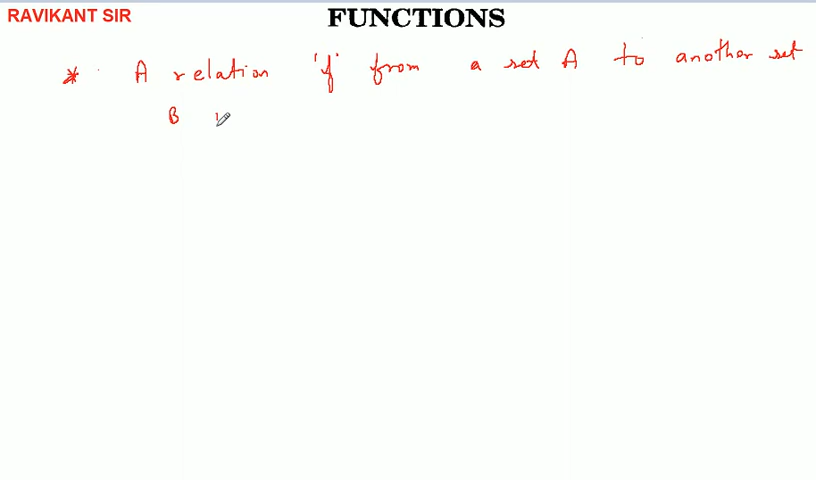 RAVIKANT SIR
FUNCTIONS
* A relation 'f' from a set A to another set
B